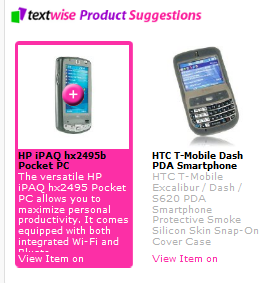 textwise Product Suggestions
HP iPAQ hx2495b
Pocket PC
The versatile HP
iPAQ hx2495 Pocket
PC allows you to
maximize personal
productivity. It comes
equipped with both
integrated Wi-Fi and
View Item on
HTC T-Mobile Dash
PDA Smartphone
HTC T-Mobile
Excalibur / Dash /
S620 PDA
Smartphone
Protective Smoke
Silicon Skin Snap-On
Cover Case
View Item on